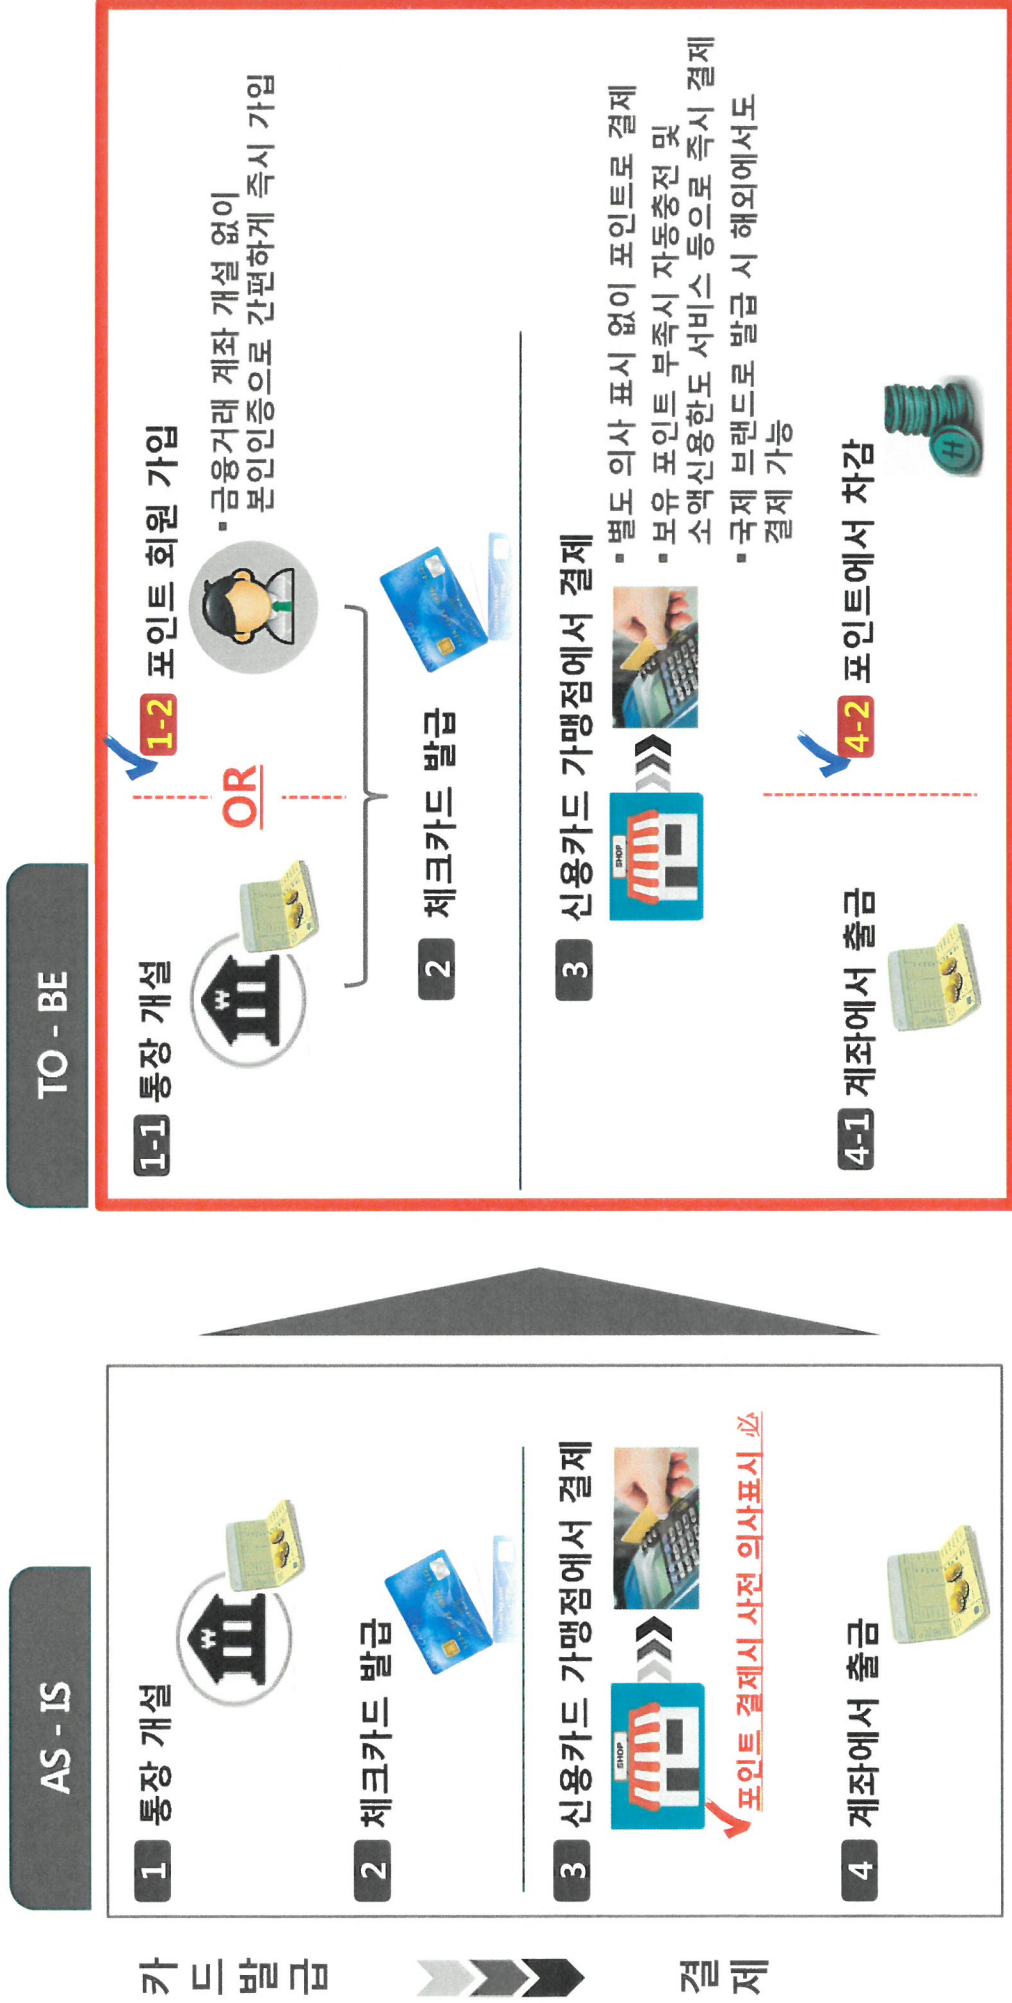 AS - IS
TO - BE
카드발급
결제
1 통장 개설
2 체크카드 발급
3 신용카드 가맹점에서 결제
SHOP
포인트 결제시 사전 의사표시 必
4 계좌에서 출금
1-1 통장 개설
OR
1-2 포인트 회원 가입
▪ 금융거래 계좌 개설 없이
본인인증으로 간편하게 즉시 가입
2 체크카드 발급
3 신용카드 가맹점에서 결제
SHOP
▪ 별도 의사 표시 없이 포인트로 결제
▪ 보유 포인트 부족시 자동충전 및
소액신용한도 서비스 등으로 즉시 결제
▪ 국제 브랜드로 발급 시 해외에서도
결제 가능
4-1 계좌에서 출금
4-2 포인트에서 차감